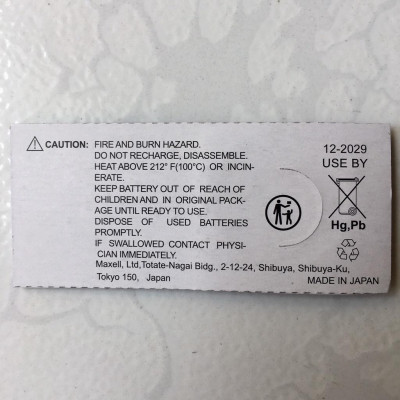 CAUTION: FIRE AND BURN HAZARD.
DO NOT RECHARGE, DISASSEMBLE.
HEAT ABOVE 212° F(100°C) OR INCIN-
ERATE.
KEEP BATTERY OUT OF REACH OF
CHILDREN AND IN ORIGINAL PACK-
AGE UNTIL READY TO USE.
DISPOSE OF USED BATTERIES
PROMPTLY.
IF SWALLOWED CONTACT PHYSI-
CIAN IMMEDIATELY.
Maxell, Ltd,Totate-Nagai Bidg., 2-12-24, Shibuya, Shibuya-Ku,
Tokyo 150, Japan
12-2029
USE BY
Hg,Pb
MADE IN JAPAN